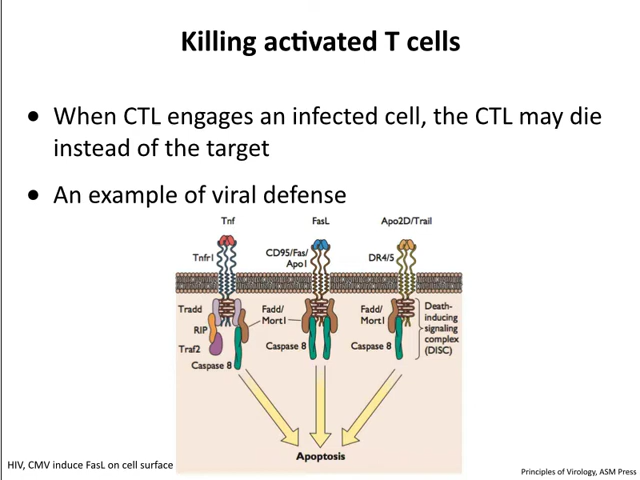 Killing activated T cells
• When CTL engages an infected cell, the CTL may die
instead of the target
• An example of viral defense
Tnf
FasL
Apo2D/Trail
Tnfr1
CD95/Fas/
Apo1
DR4/5
Tradd
RIP
Traf2
Caspase 8
Fadd/
Mort1
Caspase 8
Fadd/
Mort1
Caspase 8
Death-
inducing
signaling
complex
(DISC)
Apoptosis
HIV, CMV induce FasL on cell surface
Principles of Virology, ASM Press